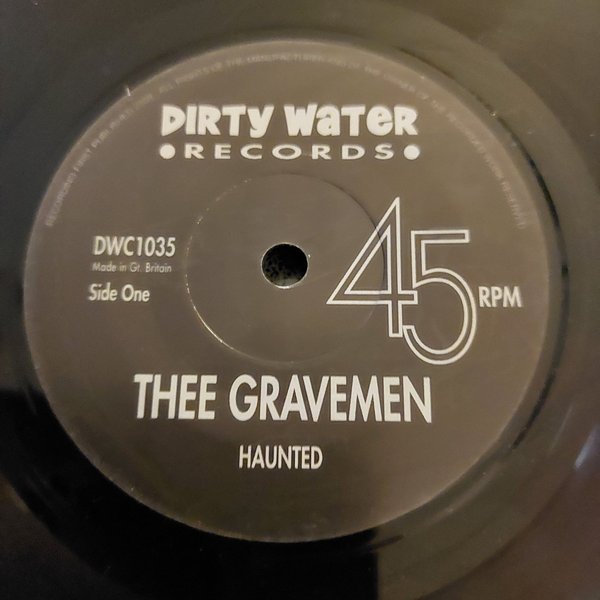 DIRTY WATER
RECORDS
DWC1035
Made in Gt. Britain
Side One
45
RPM
THEE GRAVEMEN
HAUNTED